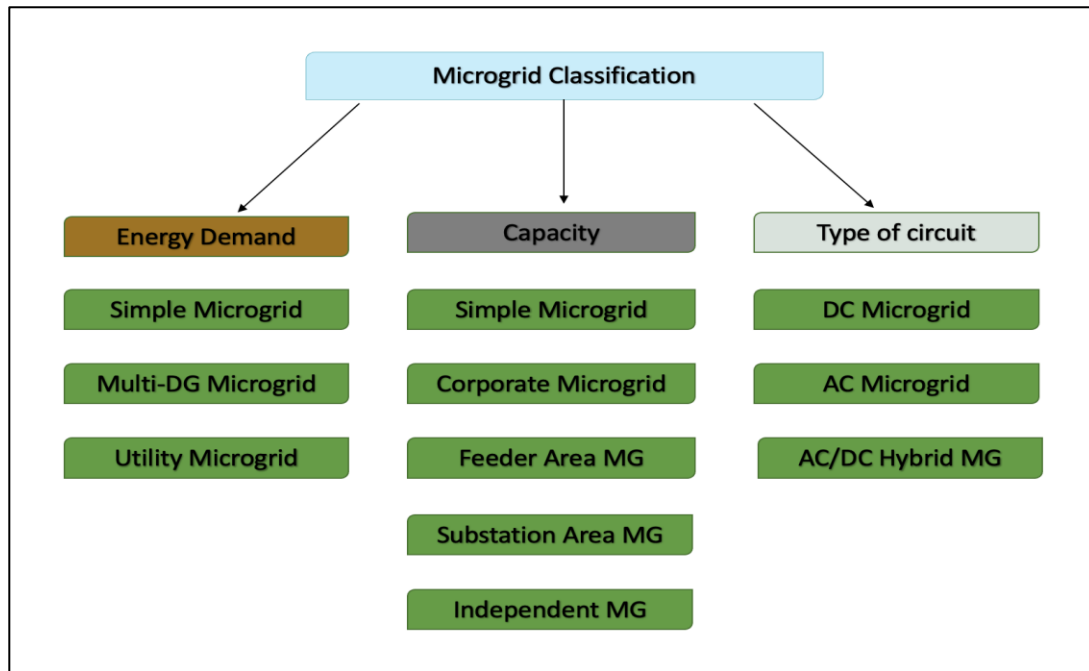 Microgrid Classification
Energy Demand
Simple Microgrid
Multi-DG Microgrid
Utility Microgrid
Capacity
Simple Microgrid
Corporate Microgrid
Feeder Area MG
Substation Area MG
Independent MG
Type of circuit
DC Microgrid
AC Microgrid
AC/DC Hybrid MG